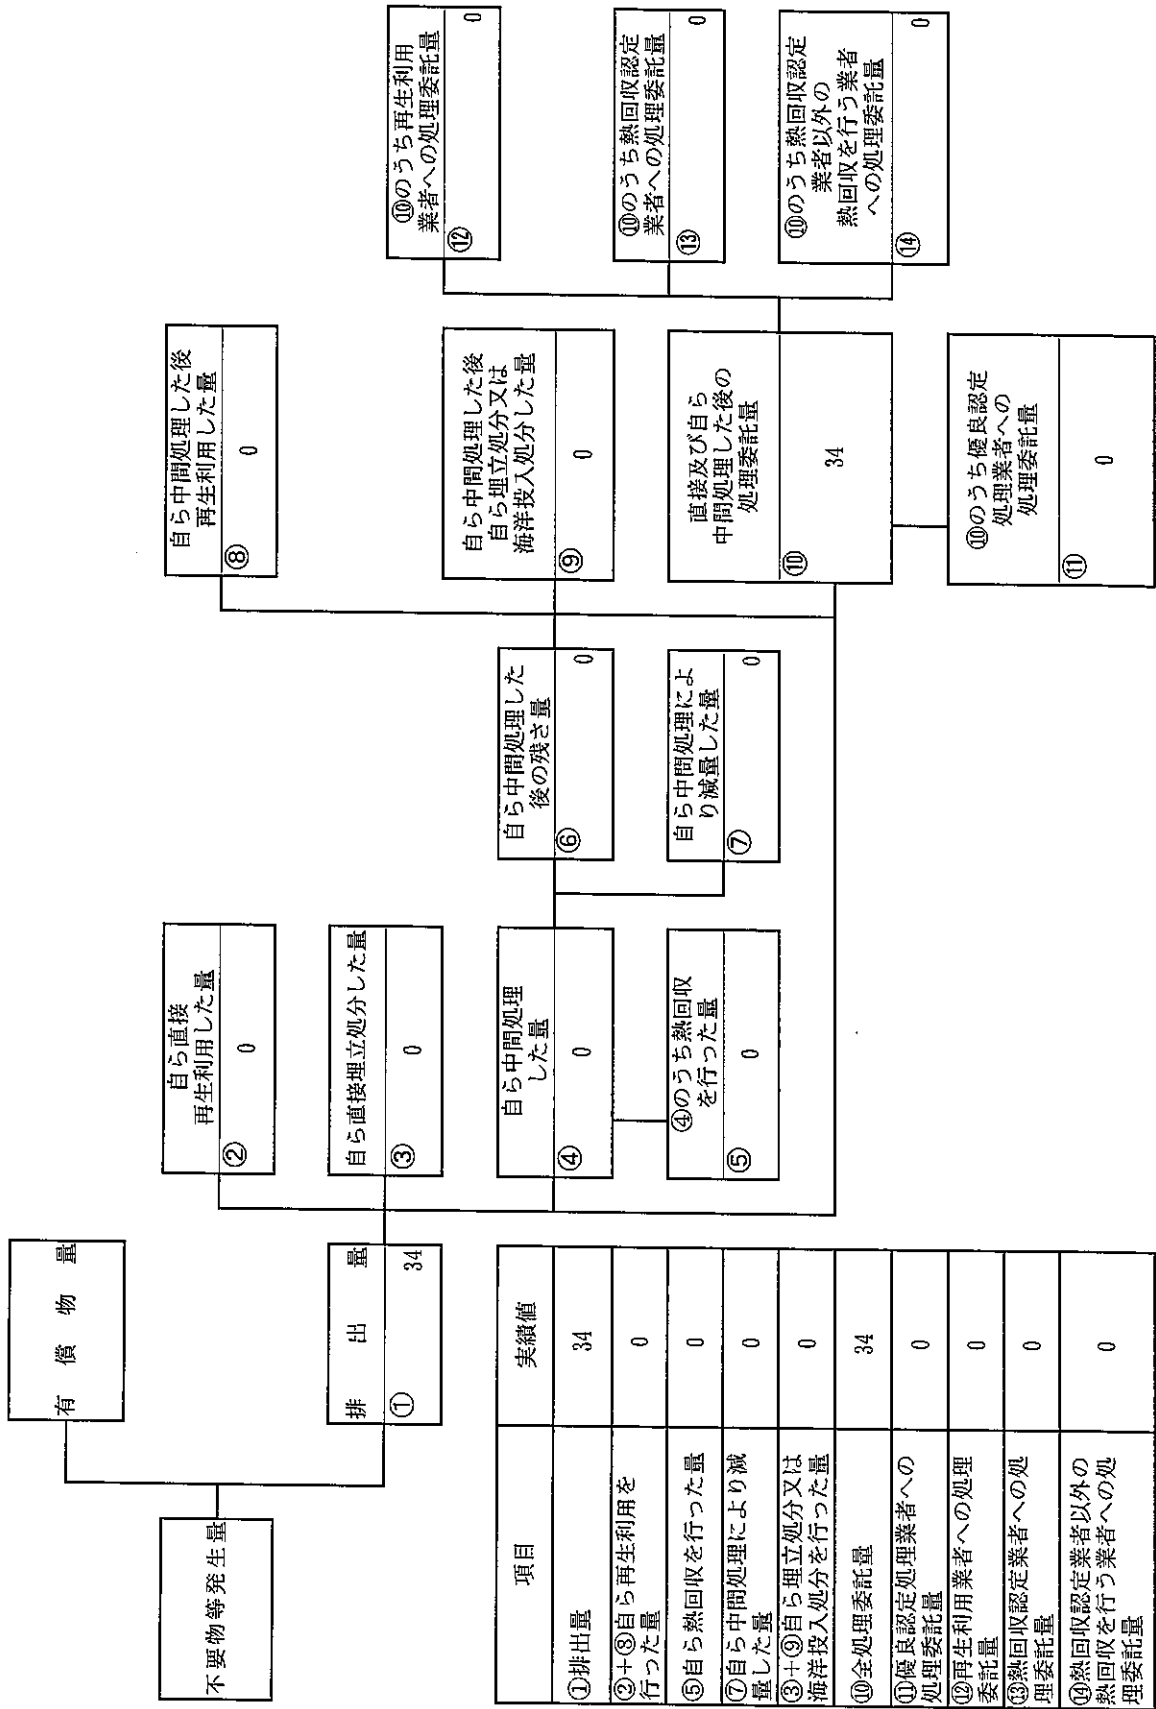 不要物等発生量
有償物量
排出量
① 34
自ら直接
再生利用した量
② 0
自ら直接埋立処分した量
③ 0
自ら中間処理
した量
④ 0
④のうち熱回収
を行った量
⑤ 0
自ら中間処理した
後の残さ量
⑥ 0
自ら中間処理によ
り減量した量
⑦ 0
自ら中間処理した後
再生利用した量
⑧ 0
自ら中間処理した後
自ら埋立処分又は
海洋投入処分した量
⑨ 0
直接及び自ら
中間処理した後の
処理委託量
⑩ 34
⑩のうち優良認定
処理業者への
処理委託量
⑪ 0
⑩のうち再生利用
業者への処理委託量
⑫ 0
⑩のうち熱回収認定
業者への処理委託量
⑬ 0
⑩のうち熱回収認定
業者以外の
熱回収を行う業者
への処理委託量
⑭ 0
項目 実績値
①排出量 34
②+⑧自ら再生利用を
行った量 0
⑤自ら熱回収を行った量 0
⑦自ら中間処理により減
量した量 0
③+⑨自ら埋立処分又は
海洋投入処分を行った量 0
⑩全処理委託量 34
⑪優良認定処理業者への
処理委託量 0
⑫再生利用業者への処理
委託量 0
⑬熱回収認定業者への処
理委託量 0
⑭熱回収認定業者以外の
熱回収を行う業者への処
理委託量 0